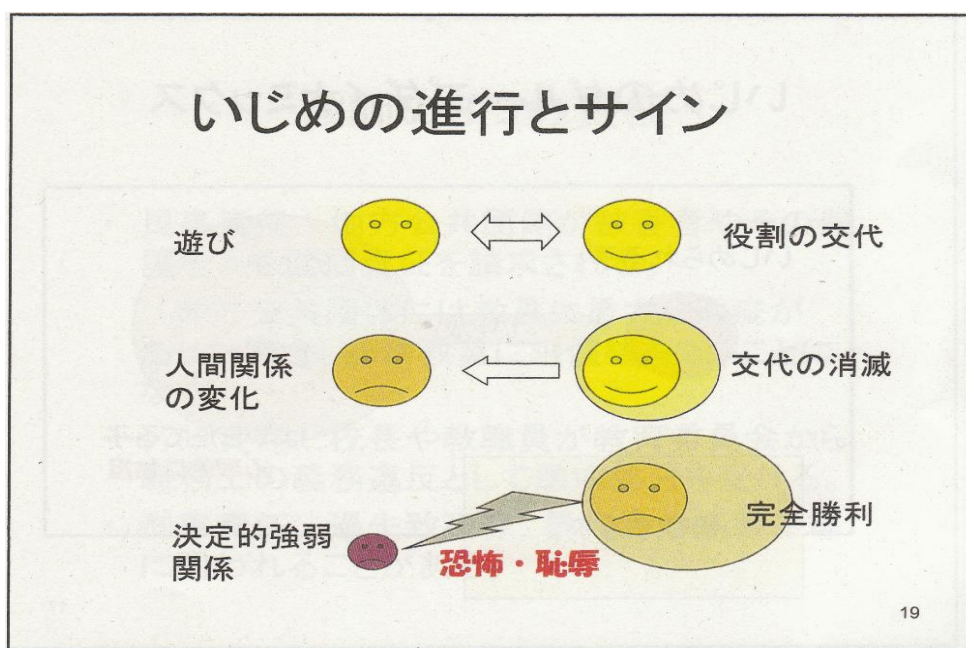 いじめの進行とサイン
遊び
役割の交代
人間関係
の変化
交代の消滅
決定的強弱
関係
恐怖・恥辱
完全勝利
19